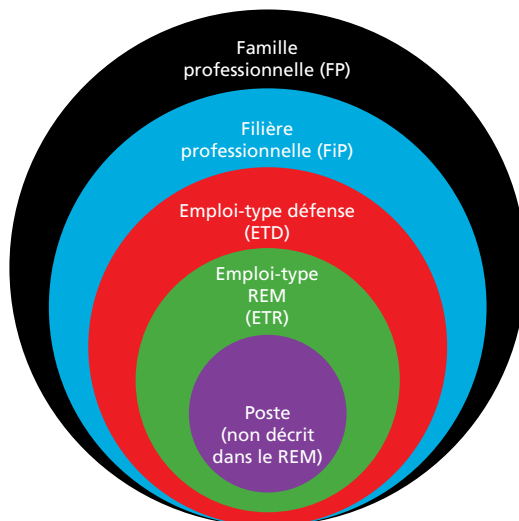 Famille
professionnelle (FP)
Filière
professionnelle (FiP)
Emploi-type défense
(ETD)
Emploi-type
REM
(ETR)
Poste
(non décrit
dans le REM)